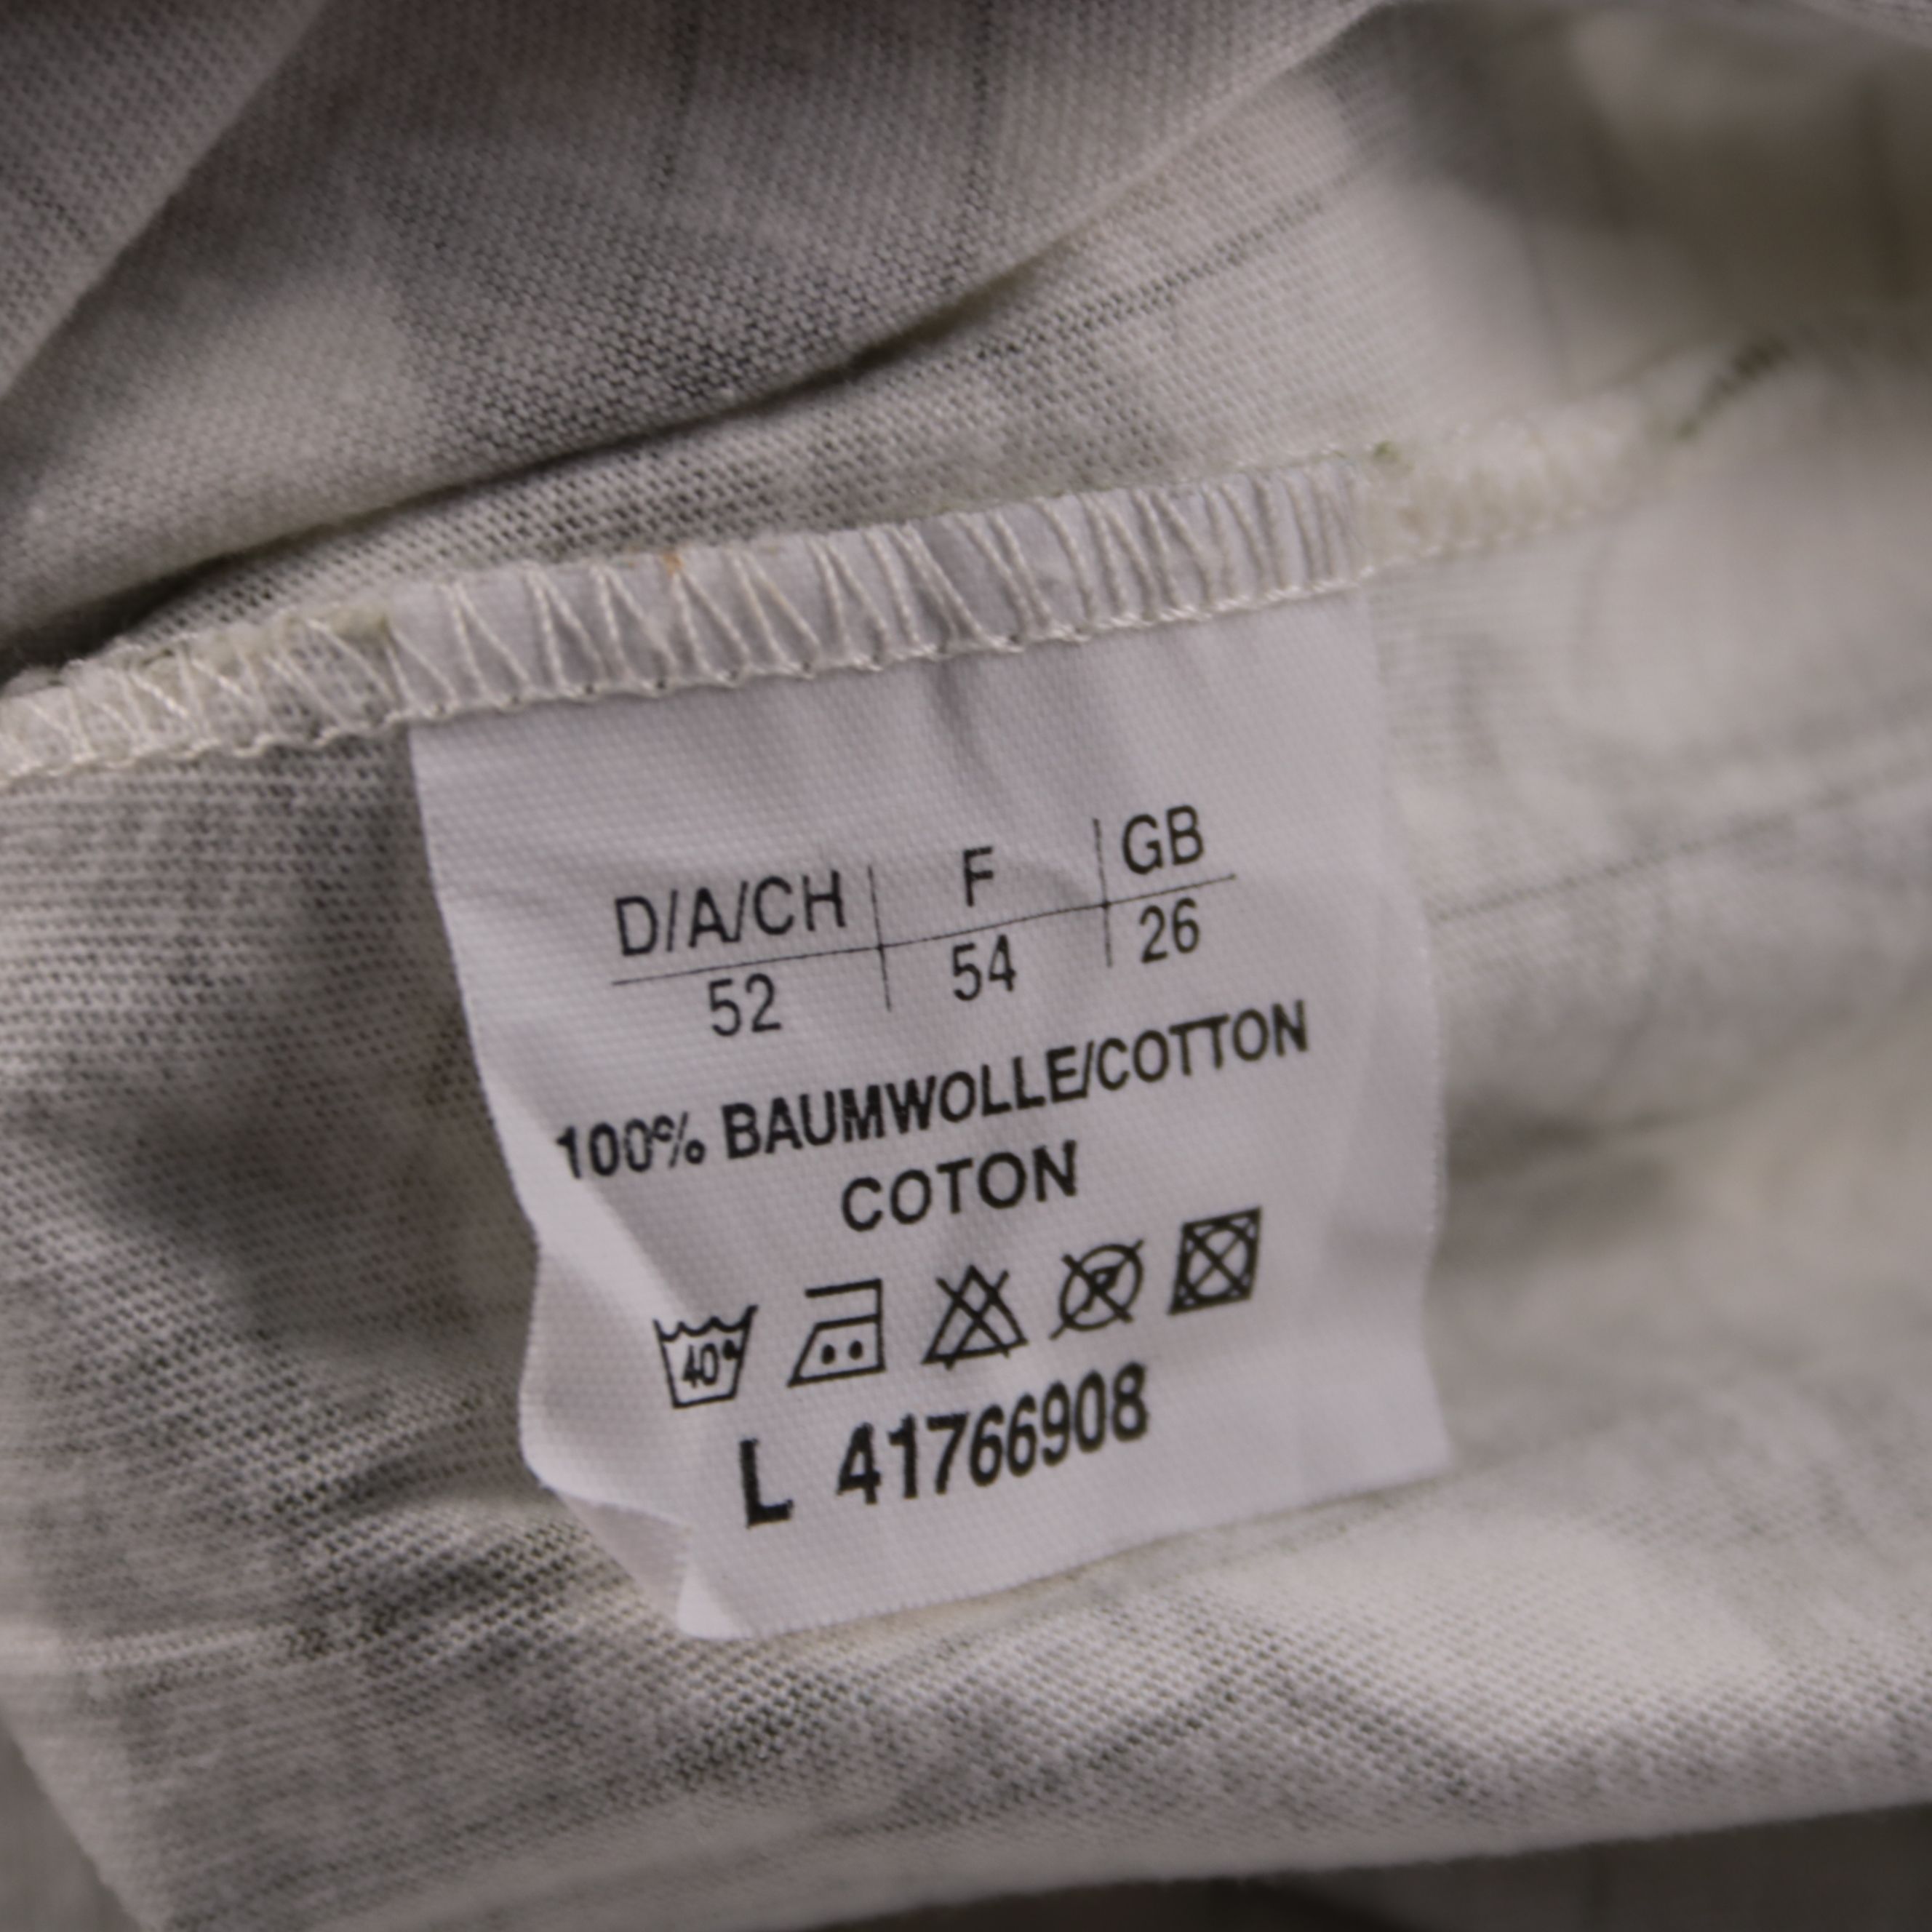 D/A/CH F GB
52 54 26
100% BAUMWOLLE/COTTON
COTON
40° P
L 41766908